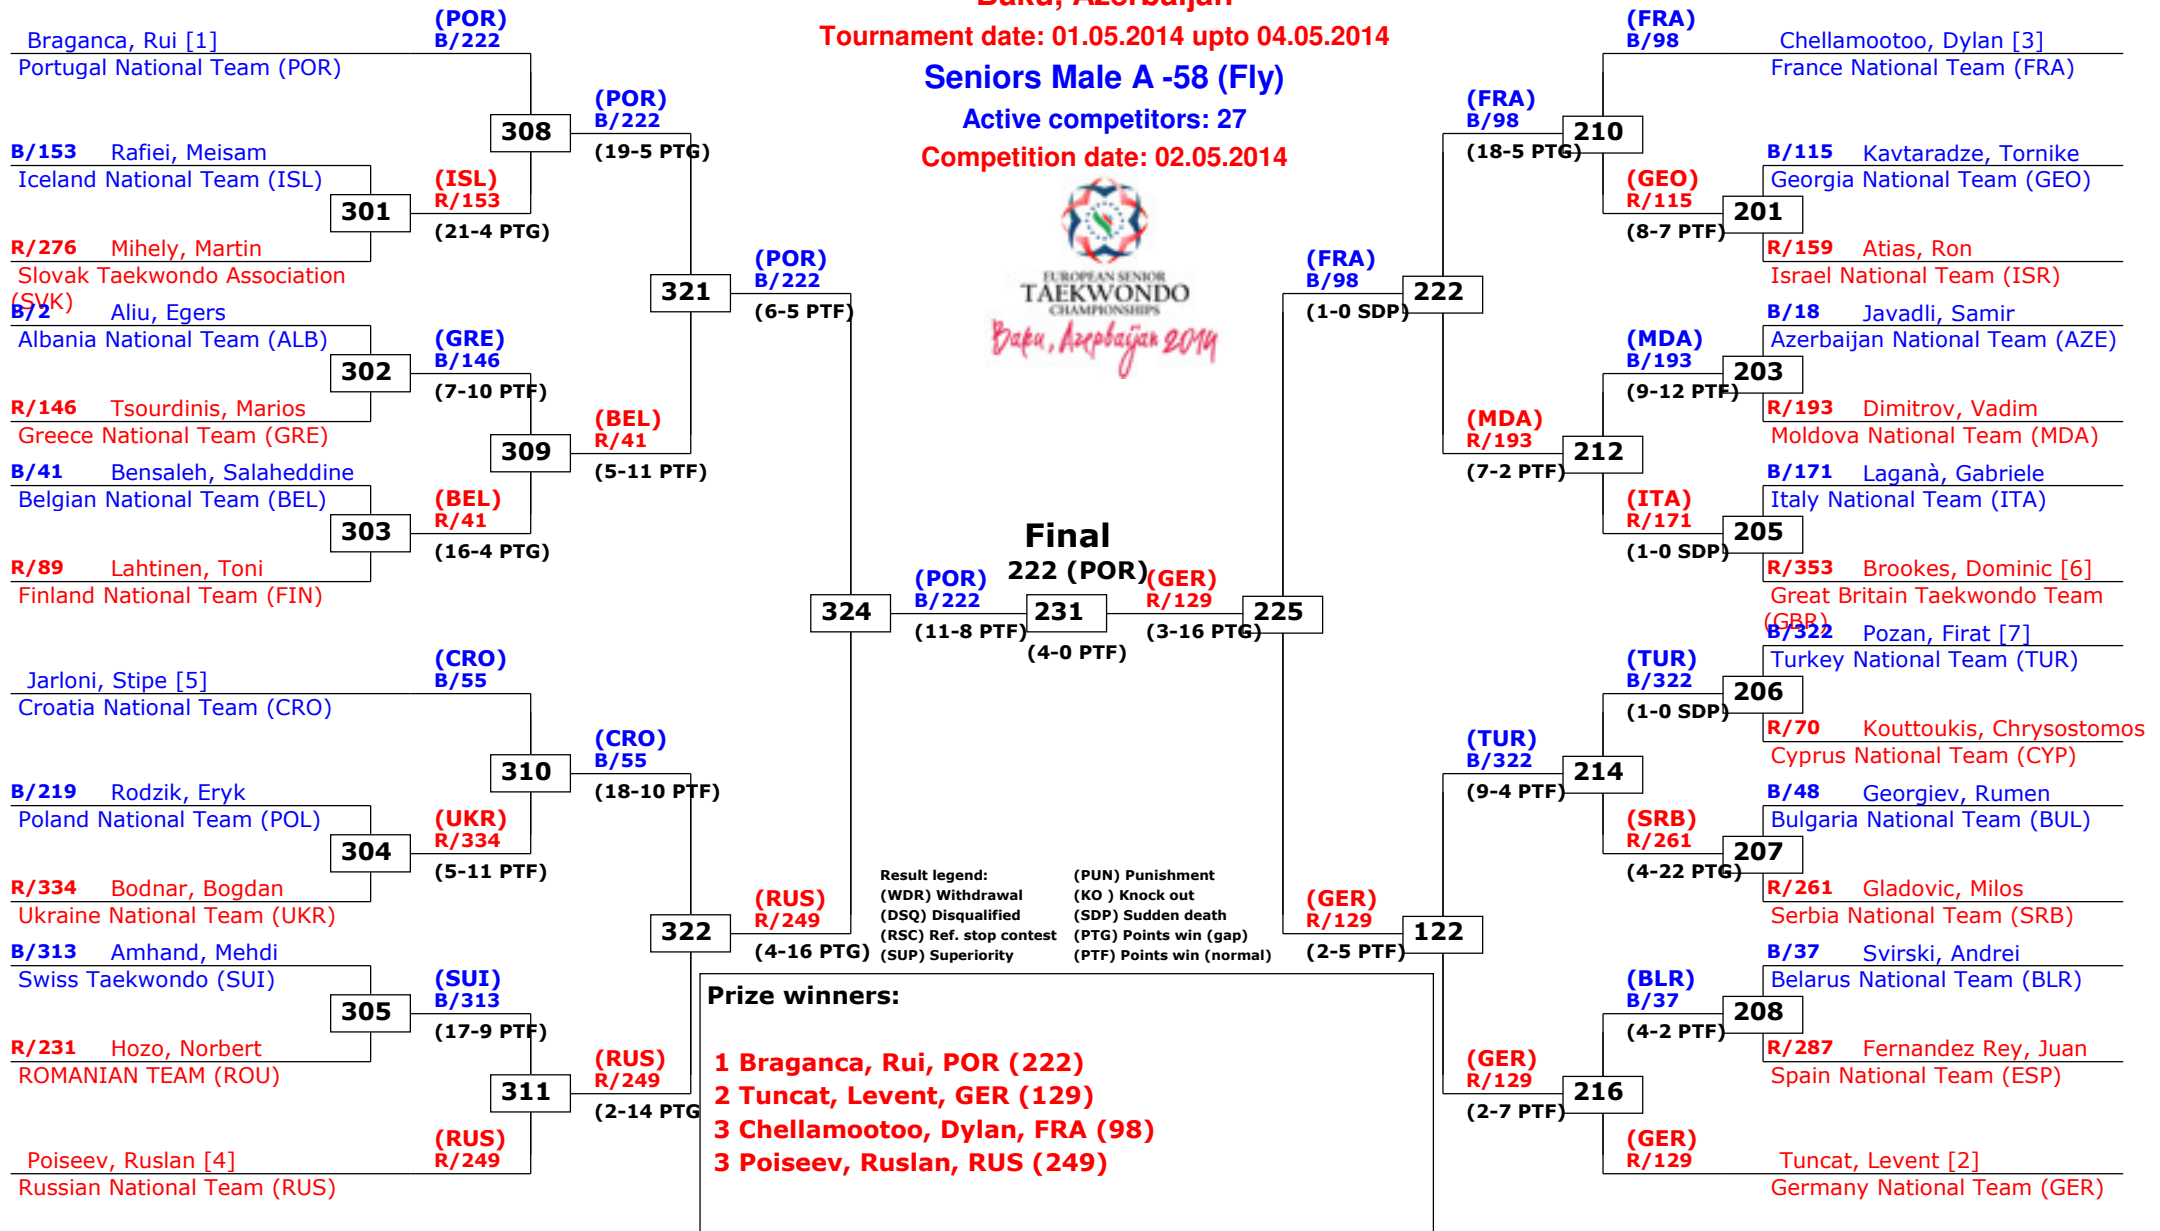 Baku, Azerbaijan
Tournament date: 01.05.2014 upto 04.05.2014
Seniors Male A -58 (Fly)
Active competitors: 27
Competition date: 02.05.2014
EUROPEAN SENIOR
TAEKWONDO
CHAMPIONSHIPS
Baku, Azerbaijan 2014
Braganca, Rui [1]
Portugal National Team (POR)
B/153 Rafiei, Meisam
Iceland National Team (ISL)
R/276 Mihely, Martin
Slovak Taekwondo Association
(SVK)
B/2 Aliu, Egers
Albania National Team (ALB)
R/146 Tsourdinis, Marios
Greece National Team (GRE)
B/41 Bensaleh, Salaheddine
Belgian National Team (BEL)
R/89 Lahtinen, Toni
Finland National Team (FIN)
Jarloni, Stipe [5]
Croatia National Team (CRO)
B/219 Rodzik, Eryk
Poland National Team (POL)
R/334 Bodnar, Bogdan
Ukraine National Team (UKR)
B/313 Amhand, Mehdi
Swiss Taekwondo (SUI)
R/231 Hozo, Norbert
ROMANIAN TEAM (ROU)
Poiseev, Ruslan [4]
Russian National Team (RUS)
301
302
303
304
305
(POR)
B/222
(ISL)
R/153
(21-4 PTG)
(GRE)
B/146
(7-10 PTF)
(BEL)
R/41
(16-4 PTG)
(CRO)
B/55
(UKR)
R/334
(5-11 PTF)
(SUI)
B/313
(17-9 PTF)
(RUS)
R/249
308
309
310
311
(POR)
B/222
(19-5 PTG)
(BEL)
R/41
(5-11 PTF)
(CRO)
B/55
(18-10 PTF)
(RUS)
R/249
(2-14 PTG
321
322
(POR)
B/222
(6-5 PTF)
(RUS)
R/249
(4-16 PTG)
324
(POR)
B/222
(11-8 PTF)
Final
222 (POR)
231
(4-0 PTF)
(GER)
R/129
(3-16 PTG)
225
(FRA)
B/98
(1-0 SDP)
(GER)
R/129
(2-5 PTF)
222
122
(FRA)
B/98
(18-5 PTG)
(MDA)
R/193
(7-2 PTF)
(TUR)
B/322
(9-4 PTF)
(GER)
R/129
(2-7 PTF)
210
212
214
216
(FRA)
B/98
(GEO)
R/115
(8-7 PTF)
(MDA)
B/193
(9-12 PTF)
(ITA)
R/171
(1-0 SDP)
(TUR)
B/322
(1-0 SDP)
(SRB)
R/261
(4-22 PTG)
(BLR)
B/37
(4-2 PTF)
(GER)
R/129
201
203
205
206
207
208
Chellamootoo, Dylan [3]
France National Team (FRA)
B/115 Kavtaradze, Tornike
Georgia National Team (GEO)
R/159 Atias, Ron
Israel National Team (ISR)
B/18 Javadli, Samir
Azerbaijan National Team (AZE)
R/193 Dimitrov, Vadim
Moldova National Team (MDA)
B/171 Laganà, Gabriele
Italy National Team (ITA)
R/353 Brookes, Dominic [6]
Great Britain Taekwondo Team
(GBR)
B/322 Pozan, Firat [7]
Turkey National Team (TUR)
R/70 Kouttoukis, Chrysostomos
Cyprus National Team (CYP)
B/48 Georgiev, Rumen
Bulgaria National Team (BUL)
R/261 Gladovic, Milos
Serbia National Team (SRB)
B/37 Svirski, Andrei
Belarus National Team (BLR)
R/287 Fernandez Rey, Juan
Spain National Team (ESP)
Tuncat, Levent [2]
Germany National Team (GER)
Result legend:
(WDR) Withdrawal
(DSQ) Disqualified
(RSC) Ref. stop contest
(SUP) Superiority
(PUN) Punishment
(KO ) Knock out
(SDP) Sudden death
(PTG) Points win (gap)
(PTF) Points win (normal)
Prize winners:
1 Braganca, Rui, POR (222)
2 Tuncat, Levent, GER (129)
3 Chellamootoo, Dylan, FRA (98)
3 Poiseev, Ruslan, RUS (249)